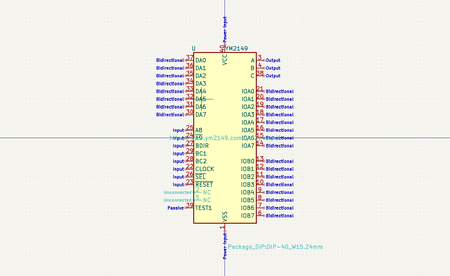 Power Input
U YM2149
40
VCC
Bidirectional 37 DA0 A 3 Output
Bidirectional 36 DA1 B 4 Output
Bidirectional 35 DA2 C 38 Output
Bidirectional 34 DA3
Bidirectional 33 DA4 IOA0 21 Bidirectional
Bidirectional 32 DA5 IOA1 20 Bidirectional
Bidirectional 31 DA6 IOA2 19 Bidirectional
Bidirectional 30 DA7 IOA3 18 Bidirectional
IOA4 17 Bidirectional
Input 25 A8 IOA5 16 Bidirectional
Input 24 IOA6 15 Bidirectional
Input 27 BDIR IOA7 14 Bidirectional
Input 29 BC1
Input 28 BC2 IOB0 13 Bidirectional
Input 22 CLOCK IOB1 12 Bidirectional
Input 26 SEL IOB2 11 Bidirectional
Input 23 RESET IOB3 10 Bidirectional
Unconnected NC IOB4 9 Bidirectional
Unconnected NC IOB5 8 Bidirectional
Passive 39 TEST1 IOB6 7 Bidirectional
IOB7 6 Bidirectional
VSS
1
Power Input
Package_DIP:DIP-40_W15.24mm